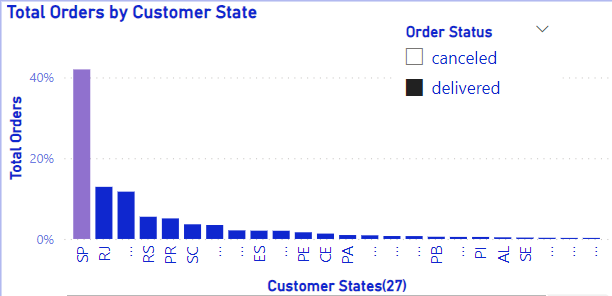 Total Orders by Customer State
Order Status
canceled
delivered
Total Orders
40%
20%
0%
SP
RJ
...
RS
PR
SC
...
...
ES
...
PE
CE
PA
...
...
...
PB
...
PI
AL
SE
...
...
...
Customer States(27)